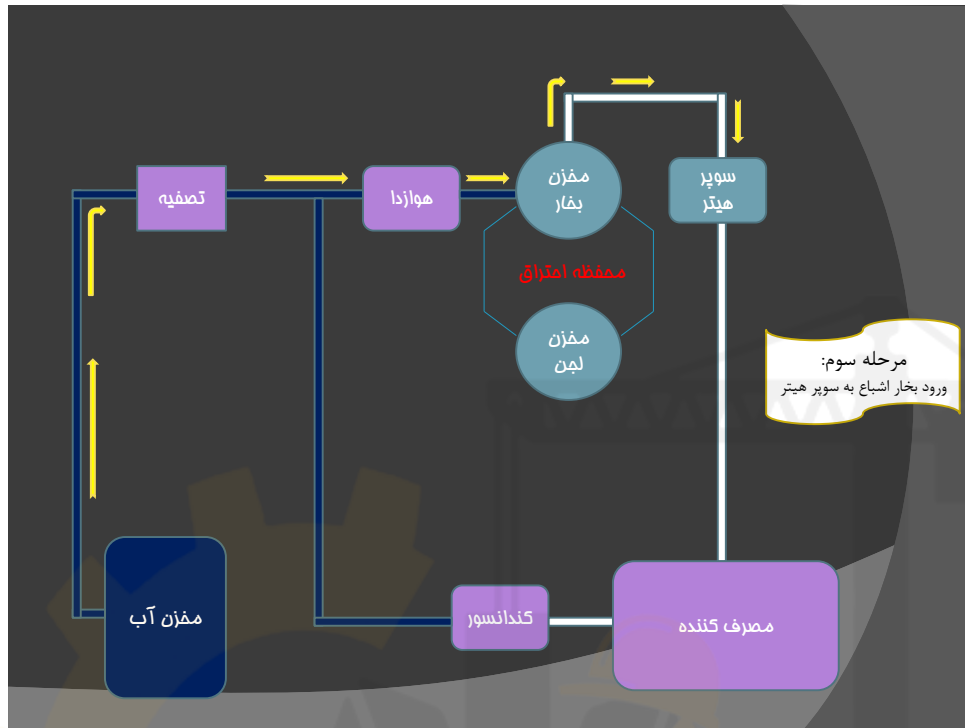 تصفیه
هوازدا
مخزن
بخار
سوپر
هیتر
محفظه احتراق
مخزن
لجن
مرحله سوم:
ورود بخار اشباع به سوپر هیتر
مخزن آب
کندانسور
مصرف کننده